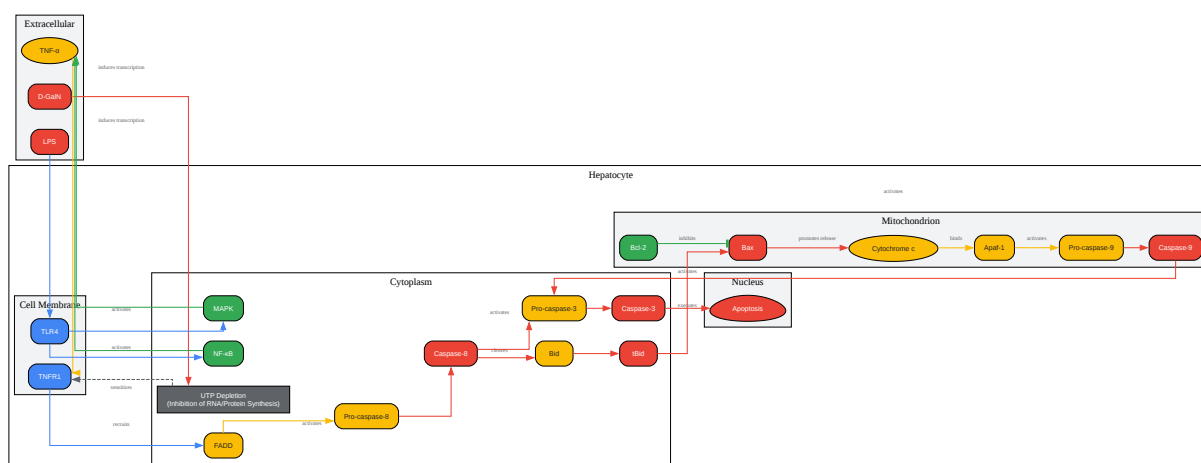 Extracellular
TNF-α
induces transcription
D-GalN
induces transcription
LPS
Hepatocyte
activates
Mitochondrion
Bcl-2
inhibits
Bax
promotes release
Cytochrome c
binds
Apaf-1
activates
Pro-caspase-9
Caspase-9
activates
Cytoplasm
Nucleus
Cell Membrane
MAPK
activates
activates
Pro-caspase-3
Caspase-3
executes
Apoptosis
TLR4
activates
NF-κB
Caspase-8
cleaves
Bid
tBid
TNFR1
sensitizes
UTP Depletion
(Inhibition of RNA/Protein Synthesis)
Pro-caspase-8
recruits
activates
FADD